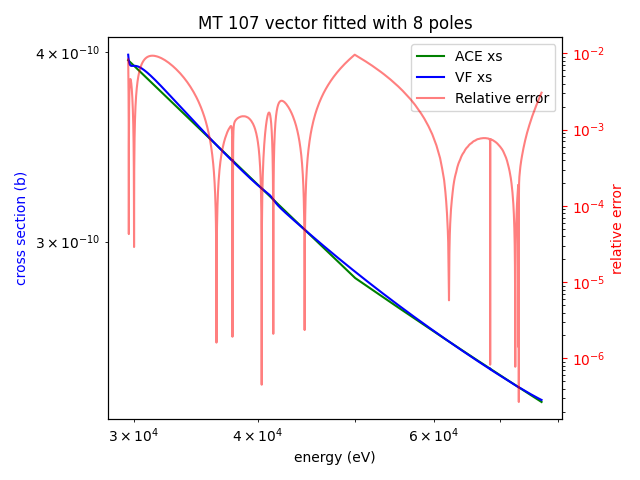 MT 107 vector fitted with 8 poles
ACE xs
VF xs
Relative error
4 × 10⁻¹⁰
3 × 10⁻¹⁰
cross section (b)
10⁻²
10⁻³
10⁻⁴
10⁻⁵
10⁻⁶
relative error
3 × 10⁴
4 × 10⁴
6 × 10⁴
energy (eV)